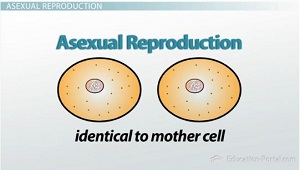 ASEXUAL REPRODUCTION
Asexual Reproduction
identical to mother cell
Education-Portal.com